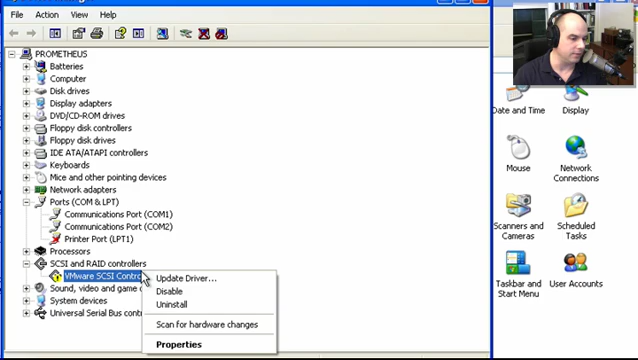 File Action View Help
PROMETHEUS
Batteries
Computer
Disk drives
Display adapters
DVD/CD-ROM drives
Floppy disk controllers
Floppy disk drives
IDE ATA/ATAPI controllers
Keyboards
Mice and other pointing devices
Network adapters
Ports (COM & LPT)
Communications Port (COM1)
Communications Port (COM2)
Printer Port (LPT1)
Processors
SCSI and RAID controllers
VMware SCSI Contro
Sound, video and game
System devices
Universal Serial Bus
Update Driver...
Disable
Uninstall
Scan for hardware changes
Properties
Date and Time
Display
Mouse
Network
Connections
Scanners and
Cameras
Scheduled
Tasks
Taskbar and
Start Menu
User Accounts